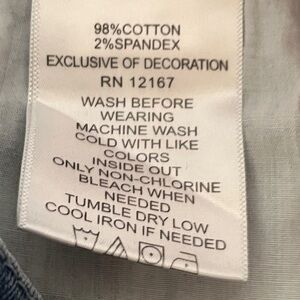 98%COTTON
2%SPANDEX
EXCLUSIVE OF DECORATION
RN 12167
WASH BEFORE
WEARING
MACHINE WASH
COLD WITH LIKE
COLORS
INSIDE OUT
ONLY NON-CHLORINE
BLEACH WHEN
NEEDED
TUMBLE DRY LOW
COOL IRON IF NEEDED